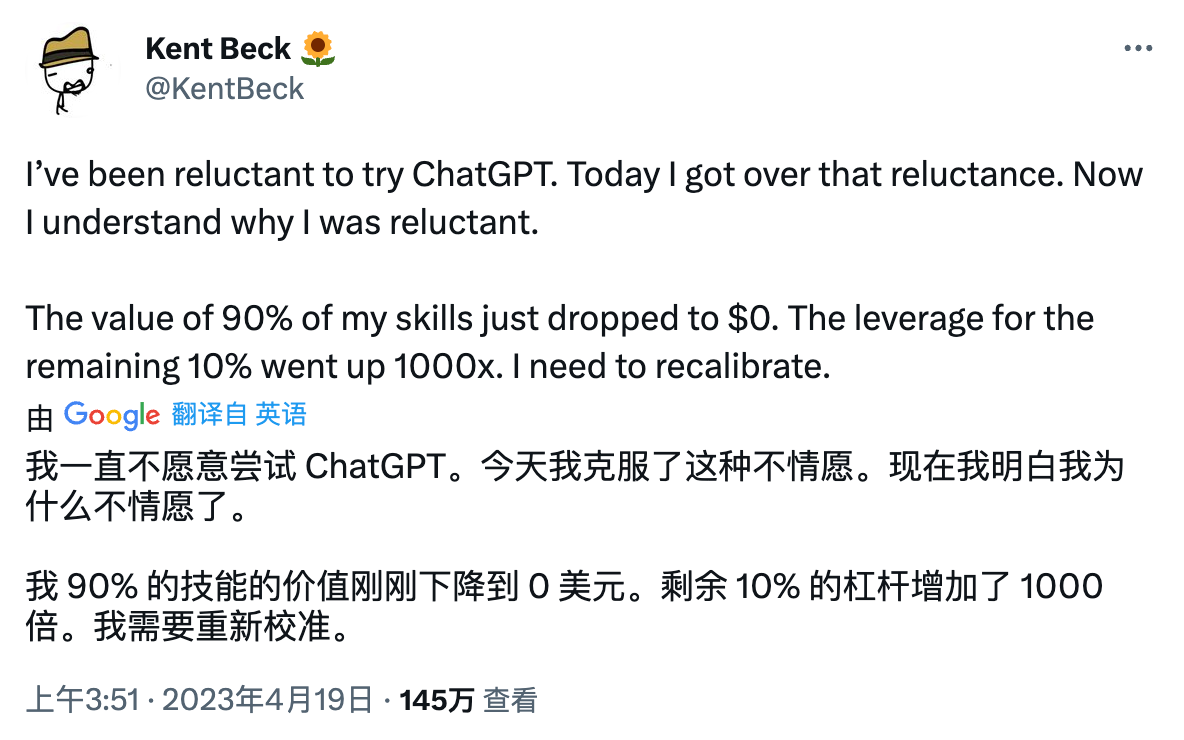 Kent Beck 🌻
@KentBeck
I’ve been reluctant to try ChatGPT. Today I got over that reluctance. Now
I understand why I was reluctant.
The value of 90% of my skills just dropped to $0. The leverage for the
remaining 10% went up 1000x. I need to recalibrate.
由 Google 翻译自 英语
我一直不愿意尝试 ChatGPT。今天我克服了这种不情愿。现在我明白我为
什么不情愿了。
我 90% 的技能的价值刚刚下降到 0 美元。剩余 10% 的杠杆增加了 1000
倍。我需要重新校准。
上午3:51 · 2023年4月19日 · 145万 查看